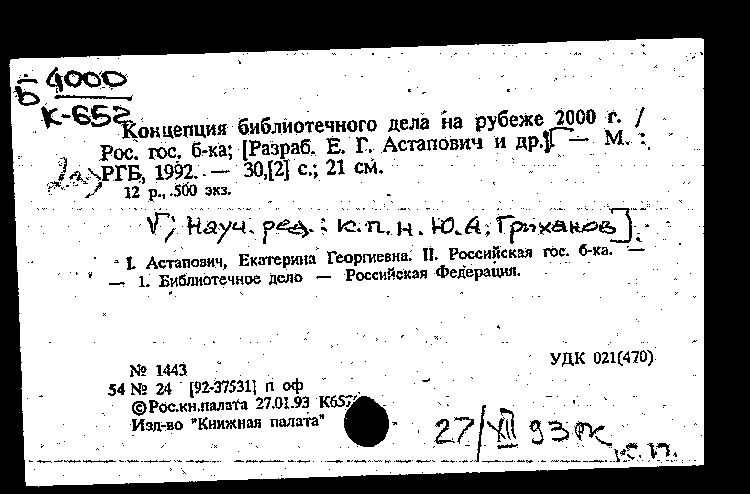 Б 4000
К-652
Концепция библиотечного дела на рубеже 2000 г. /
Рос. гос. б-ка; [Разраб. Е. Г. Астапович и др. — М. :
РГБ, 1992. — 30,[2] с.; 21 см.
12 р., 500 экз.
; Науч. ред.: к.п.н. Ю.А. Гриханов].
I. Астапович, Екатерина Георгиевна. II. Российская гос. б-ка. —
— 1. Библиотечное дело — Российская Федерация.
УДК 021(470)
№ 1443
54 № 24 [92-37531] п оф
©Рос.кн.палата 27.01.93 К657
Изд-во "Книжная палата"
27/XII 93
К.П.